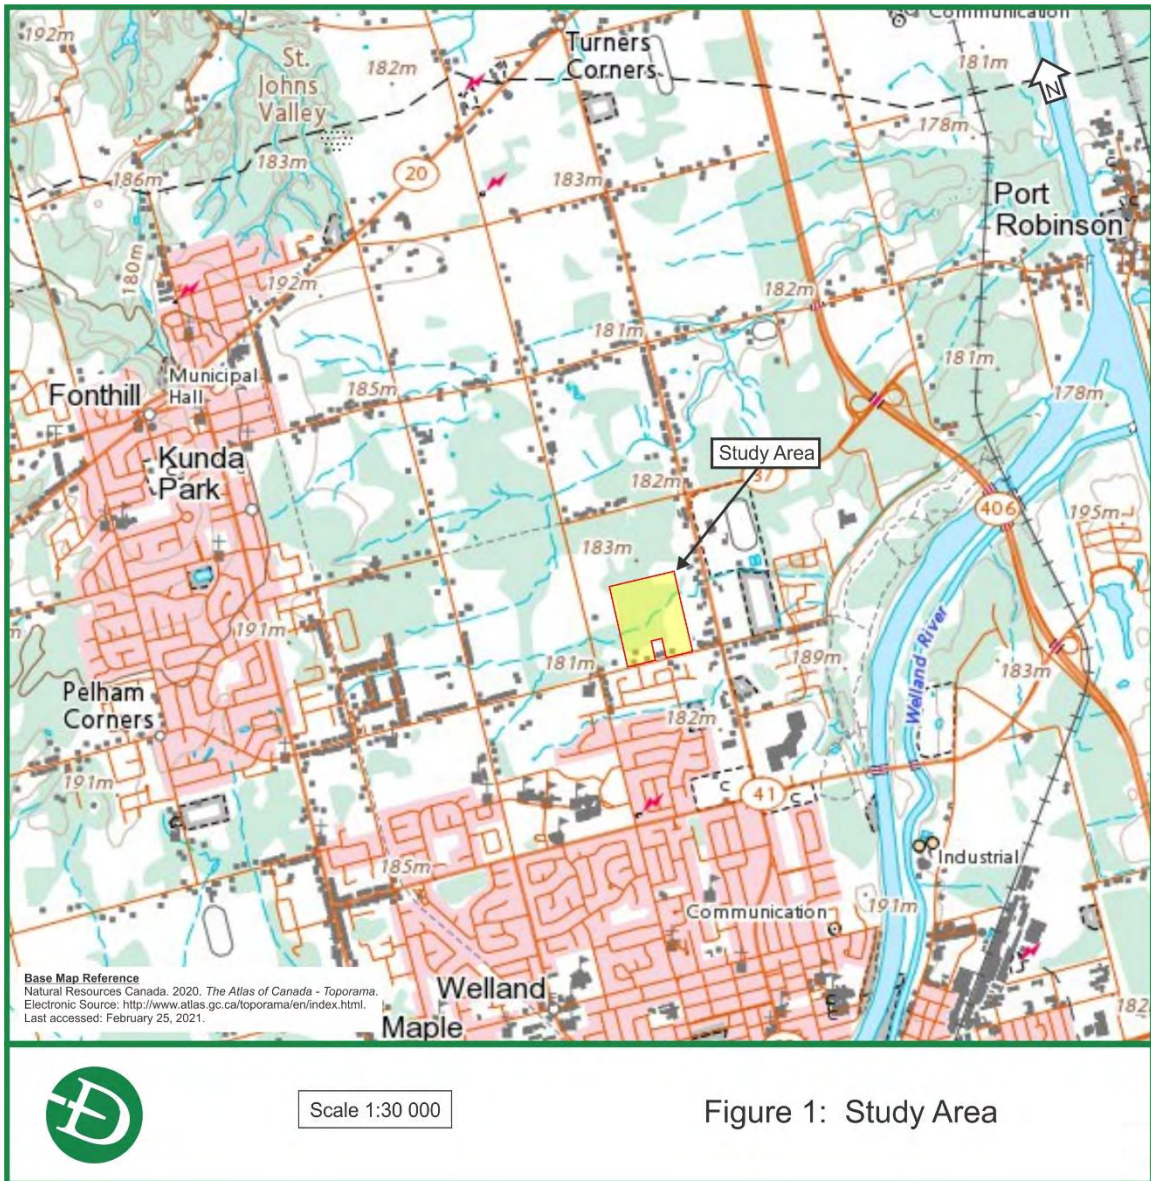 192m
Communication
Turners
Corners
St.
Johns
Valley
182m
181m
N
178m
183m
186m
20
183m
Port
Robinson
180m
192m
182m
181m
181m
Municipal
Hall
185m
178m
Fonthill
Kunda
Park
Study Area
182m
37
406
195m
183m
191m
181m
189m
183m
Welland River
Pelham
Corners
182m
191m
41
185m
Industrial
191m
Communication
182
Welland
Maple
Base Map Reference
Natural Resources Canada. 2020. The Atlas of Canada - Toporama.
Electronic Source: http://www.atlas.gc.ca/toporama/en/index.html.
Last accessed: February 25, 2021.
D
Scale 1:30 000
Figure 1: Study Area